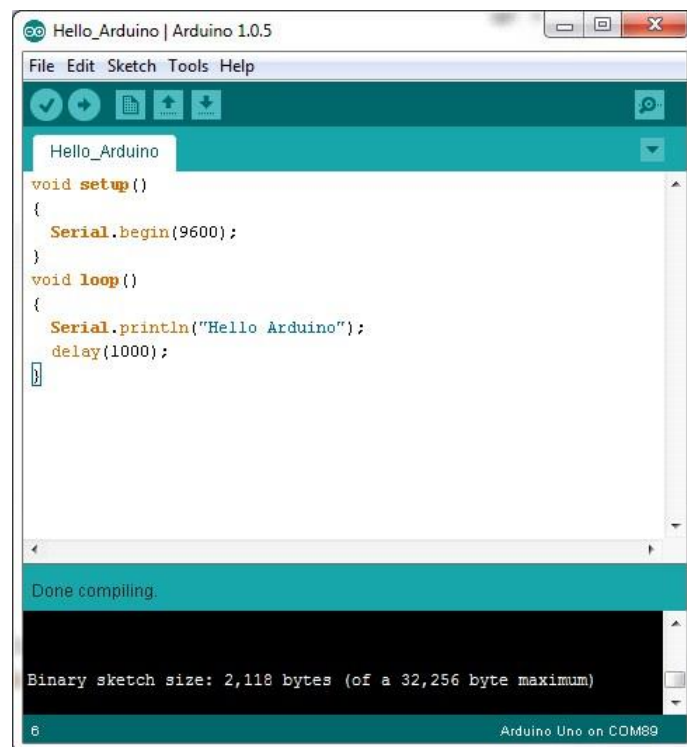 Hello_Arduino | Arduino 1.0.5
File Edit Sketch Tools Help
Hello_Arduino
void setup()
{
  Serial.begin(9600);
}
void loop()
{
  Serial.println("Hello Arduino");
  delay(1000);
}
Done compiling.
Binary sketch size: 2,118 bytes (of a 32,256 byte maximum)
6 Arduino Uno on COM89